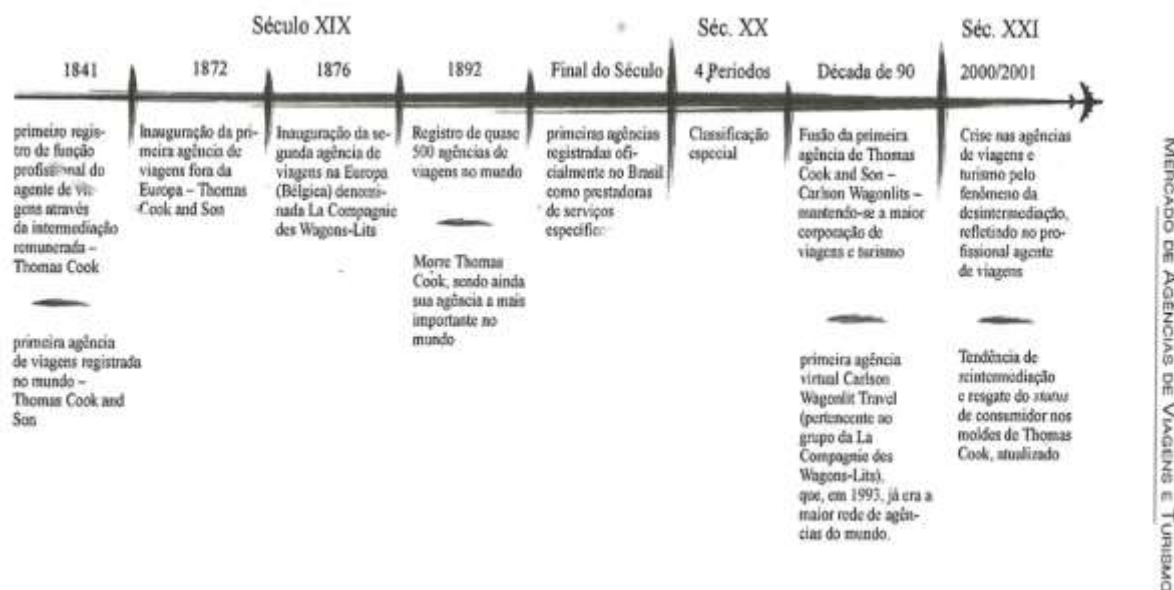 Século XIX
Séc. XX
Séc. XXI
1841
1872
1876
1892
Final do Século
4 Periodos
Década de 90
2000/2001
primeiro regis-
tro de função
profissional do
agente de via-
gens através
da intermediação
remunerada –
Thomas Cook
primeira agência
de viagens registrada
no mundo –
Thomas Cook and
Son
Inauguração da pri-
meira agência de
viagens fora da
Europa – Thomas
Cook and Son
Inauguração da se-
gunda agência de
viagens na Europa
(Bélgica) denomi-
nada La Compagnie
des Wagons-Lits
Registro de quase
500 agências de
viagens no mundo
Morre Thomas
Cook, sendo ainda
sua agência a mais
importante no
mundo
primeiras agências
registradas ofi-
cialmente no Brasil
como prestadoras
de serviços
Classificação
especial
Fusão da primeira
agência de Thomas
Cook and Son –
Carlson Wagonlits –
mantendo-se a maior
corporação de
viagens e turismo
primeira agência
virtual Carlson
Wagonlit Travel
(pertencente ao
grupo da La
Compagnie des
Wagons-Lits),
que, em 1993, já era a
maior rede de agên-
cias do mundo.
Crise nas agências
de viagens e
turismo pelo
fenômeno da
desintermediação,
refletindo no pro-
fissional agente
de viagens
Tendência de
reintermediação
e resgate do status
de consumidor nos
moldes de Thomas
Cook, atualizado
MERCADO DE AGÊNCIAS DE VIAGENS E TURISMO